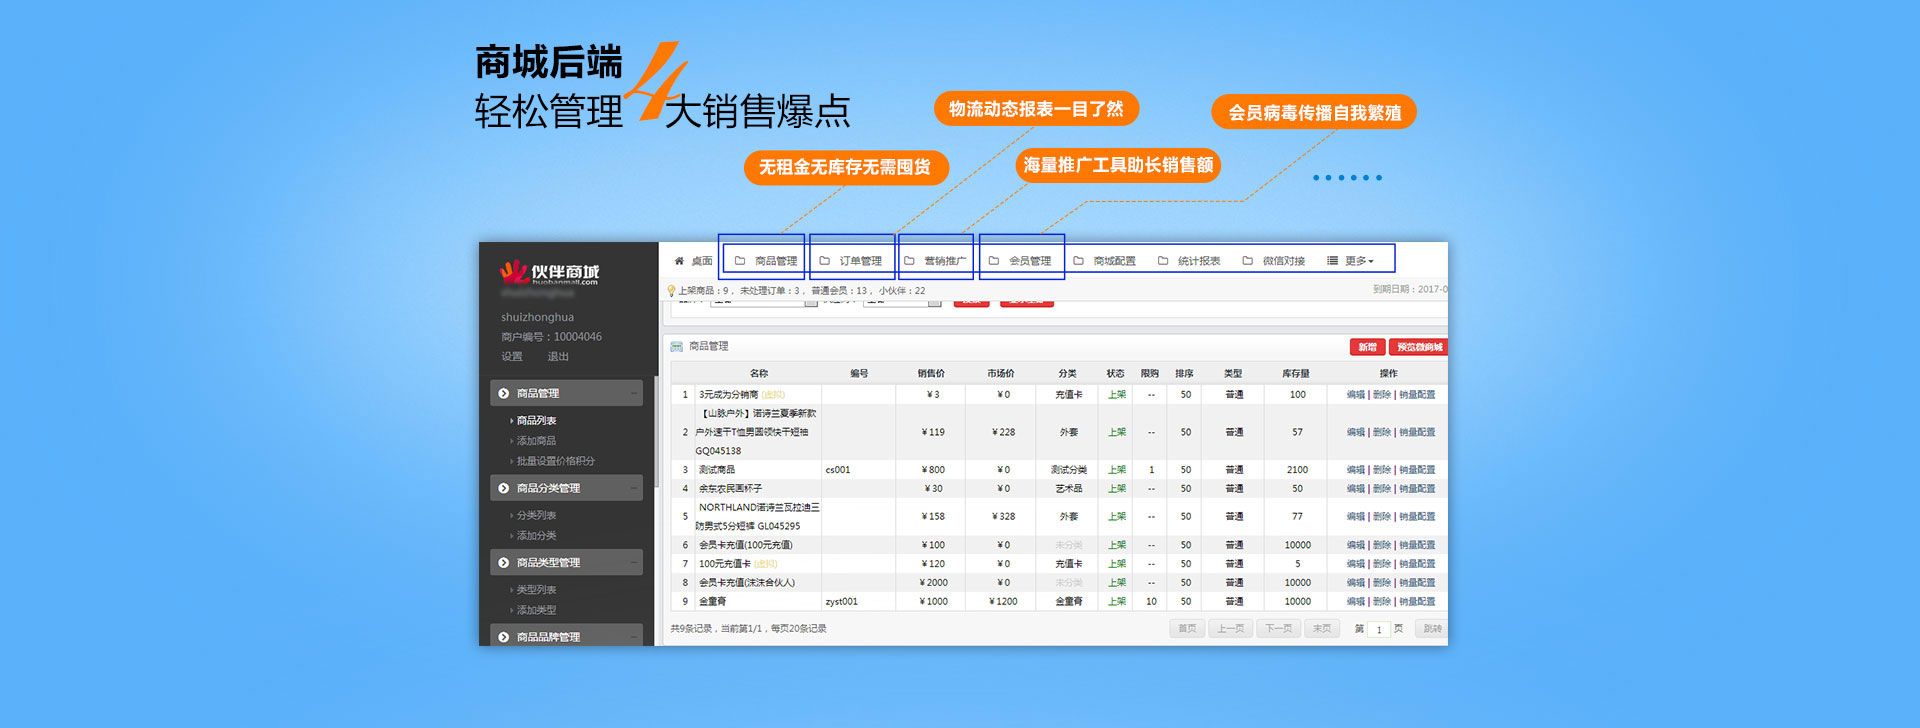 商城后端
轻松管理4大销售爆点
物流动态报表一目了然
会员病毒传播自我繁殖
无租金无库存无需囤货
海量推广工具助长销售额
伙伴商城
huobanmall.com
shuizhonghua
商户编号：10004046
设置 退出
商品管理
商品列表
添加商品
批量设置价格积分
商品分类管理
分类列表
添加分类
商品类型管理
类型列表
添加类型
商品品牌管理
桌面 商品管理 订单管理 营销推广 会员管理 商城配置 统计报表 微信对接 更多
上架商品：9， 未处理订单：3， 普通会员：13， 小伙伴：22 到期日期：2017-0
商品管理 新增 预览微商城
名称 编号 销售价 市场价 分类 状态 限购 排序 类型 库存量 操作
1 3元成为分销商 (虚拟) ¥3 ¥0 充值卡 上架 -- 50 普通 100 编辑 | 删除 | 销量配置
【山脉户外】诺诗兰夏季新款
2 户外速干T恤男圆领快干短袖 ¥119 ¥228 外套 上架 -- 50 普通 57 编辑 | 删除 | 销量配置
GQ045138
3 测试商品 cs001 ¥800 ¥0 测试分类 上架 1 50 普通 2100 编辑 | 删除 | 销量配置
4 余东农民画杯子 ¥30 ¥0 艺术品 上架 -- 50 普通 50 编辑 | 删除 | 销量配置
NORTHLAND诺诗兰瓦拉迪三
5 防男式5分短裤 GL045295 ¥158 ¥328 外套 上架 -- 50 普通 77 编辑 | 删除 | 销量配置
6 会员卡充值(100元充值) ¥100 ¥0 未分类 上架 -- 50 普通 10000 编辑 | 删除 | 销量配置
7 100元充值卡 (虚拟) ¥120 ¥0 充值卡 上架 -- 50 普通 5 编辑 | 删除 | 销量配置
8 会员卡充值(沫沫合伙人) ¥2000 ¥0 未分类 上架 -- 50 普通 10000 编辑 | 删除 | 销量配置
9 金童膏 zyst001 ¥1000 ¥1200 金童膏 上架 10 50 普通 10000 编辑 | 删除 | 销量配置
共9条记录，当前第1/1，每页20条记录 首页 上一页 下一页 末页 第 1 页 跳转